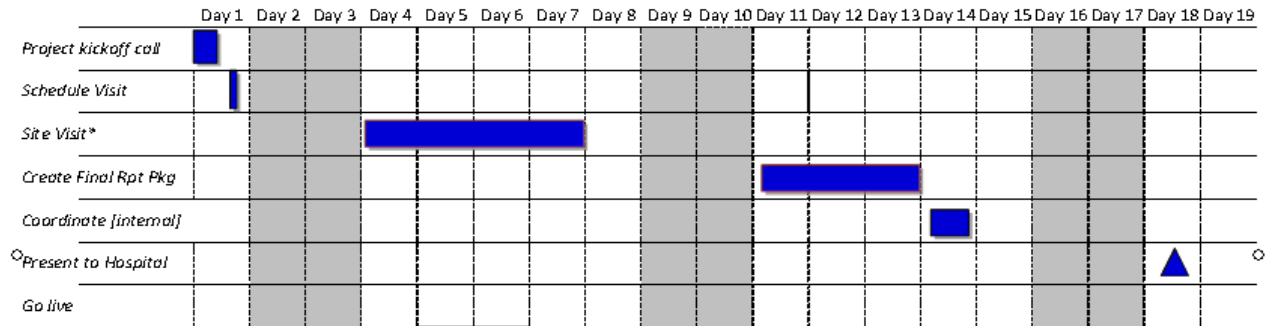 Day 1 Day 2 Day 3 Day 4 Day 5 Day 6 Day 7 Day 8 Day 9 Day 10 Day 11 Day 12 Day 13 Day 14 Day 15 Day 16 Day 17 Day 18 Day 19
Project kickoff call
Schedule Visit
Site Visit*
Create Final Rpt Pkg
Coordinate [internal]
Present to Hospital
Go live